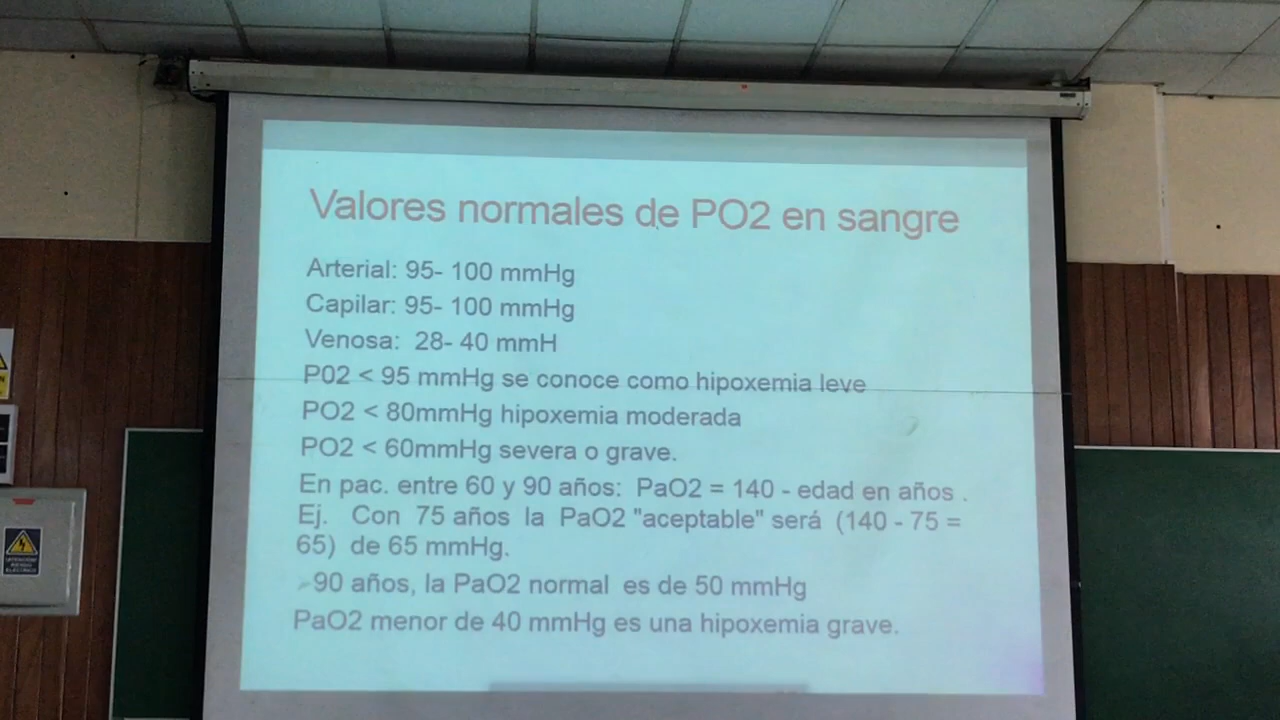 Valores normales de PO2 en sangre
Arterial: 95- 100 mmHg
Capilar: 95- 100 mmHg
Venosa: 28- 40 mmH
P02 < 95 mmHg se conoce como hipoxemia leve
PO2 < 80mmHg hipoxemia moderada
PO2 < 60mmHg severa o grave.
En pac. entre 60 y 90 años: PaO2 = 140 - edad en años .
Ej. Con 75 años la PaO2 "aceptable" será (140 - 75 =
65) de 65 mmHg.
90 años, la PaO2 normal es de 50 mmHg
PaO2 menor de 40 mmHg es una hipoxemia grave.